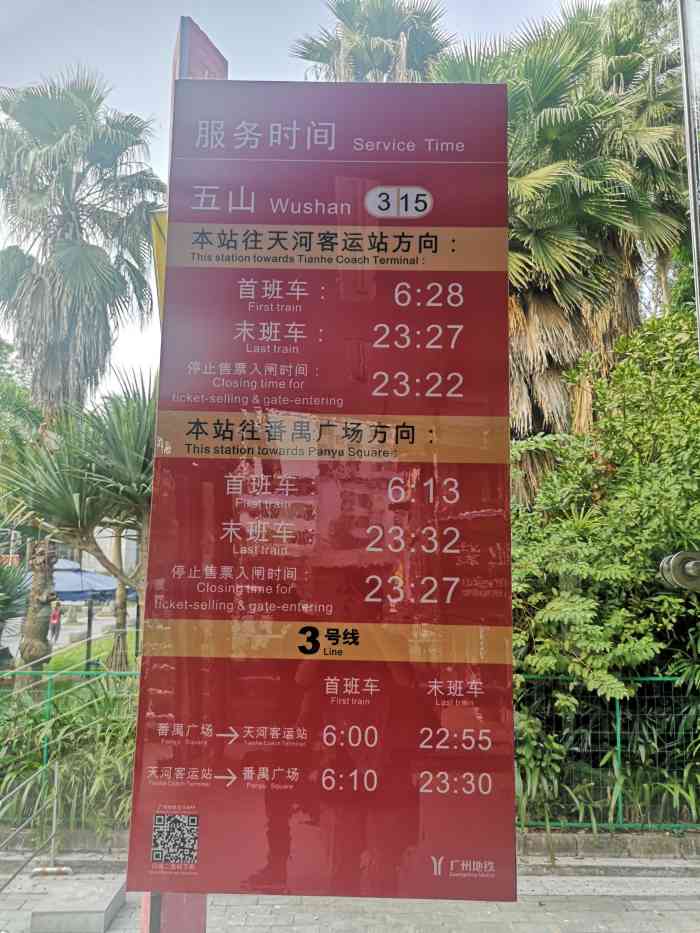 服务时间 Service Time
五山 Wushan 3 15
本站往天河客运站方向：
This station towards Tianhe Coach Terminal :
首班车： 6:28
First train
末班车： 23:27
Last train
停止售票入闸时间：
Closing time for 23:22
ticket-selling & gate-entering
本站往番禺广场方向：
This station towards Panyu Square :
首班车： 6:13
First train
末班车： 23:32
Last train
停止售票入闸时间：
Closing time for 23:27
ticket-selling & gate-entering
3号线
Line
首班车 末班车
First train Last train
番禺广场→天河客运站 6:00 22:55
Panyu Square Tianhe Coach Terminal
天河客运站→番禺广场 6:10 23:30
Tianhe Coach Terminal Panyu Square
广州地铁
Guangzhou Metro